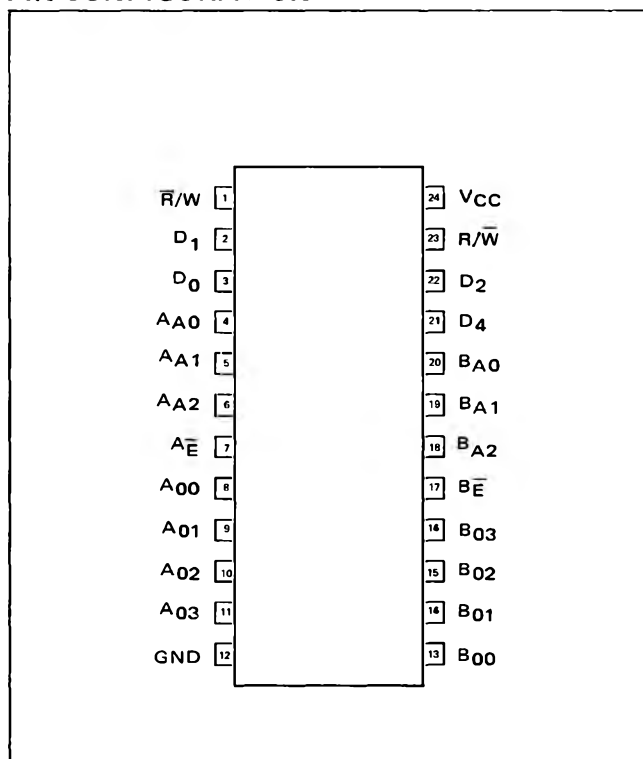 R̅/W 1 24 VCC
D1 2 23 R/W̅
D0 3 22 D2
AA0 4 21 D4
AA1 5 20 BA0
AA2 6 19 BA1
AE̅ 7 18 BA2
A00 8 17 BE̅
A01 9 16 B03
A02 10 15 B02
A03 11 16 B01
GND 12 13 B00